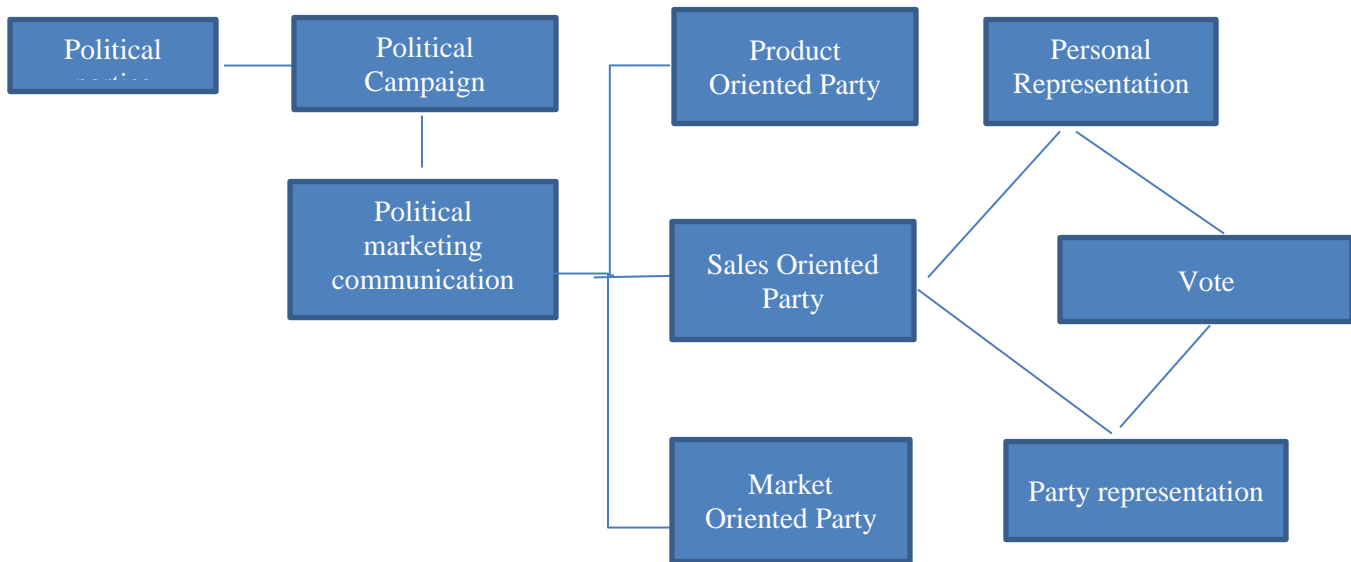 Political
Political
Campaign
Product
Oriented Party
Personal
Representation
Political
marketing
communication
Sales Oriented
Party
Vote
Market
Oriented Party
Party representation